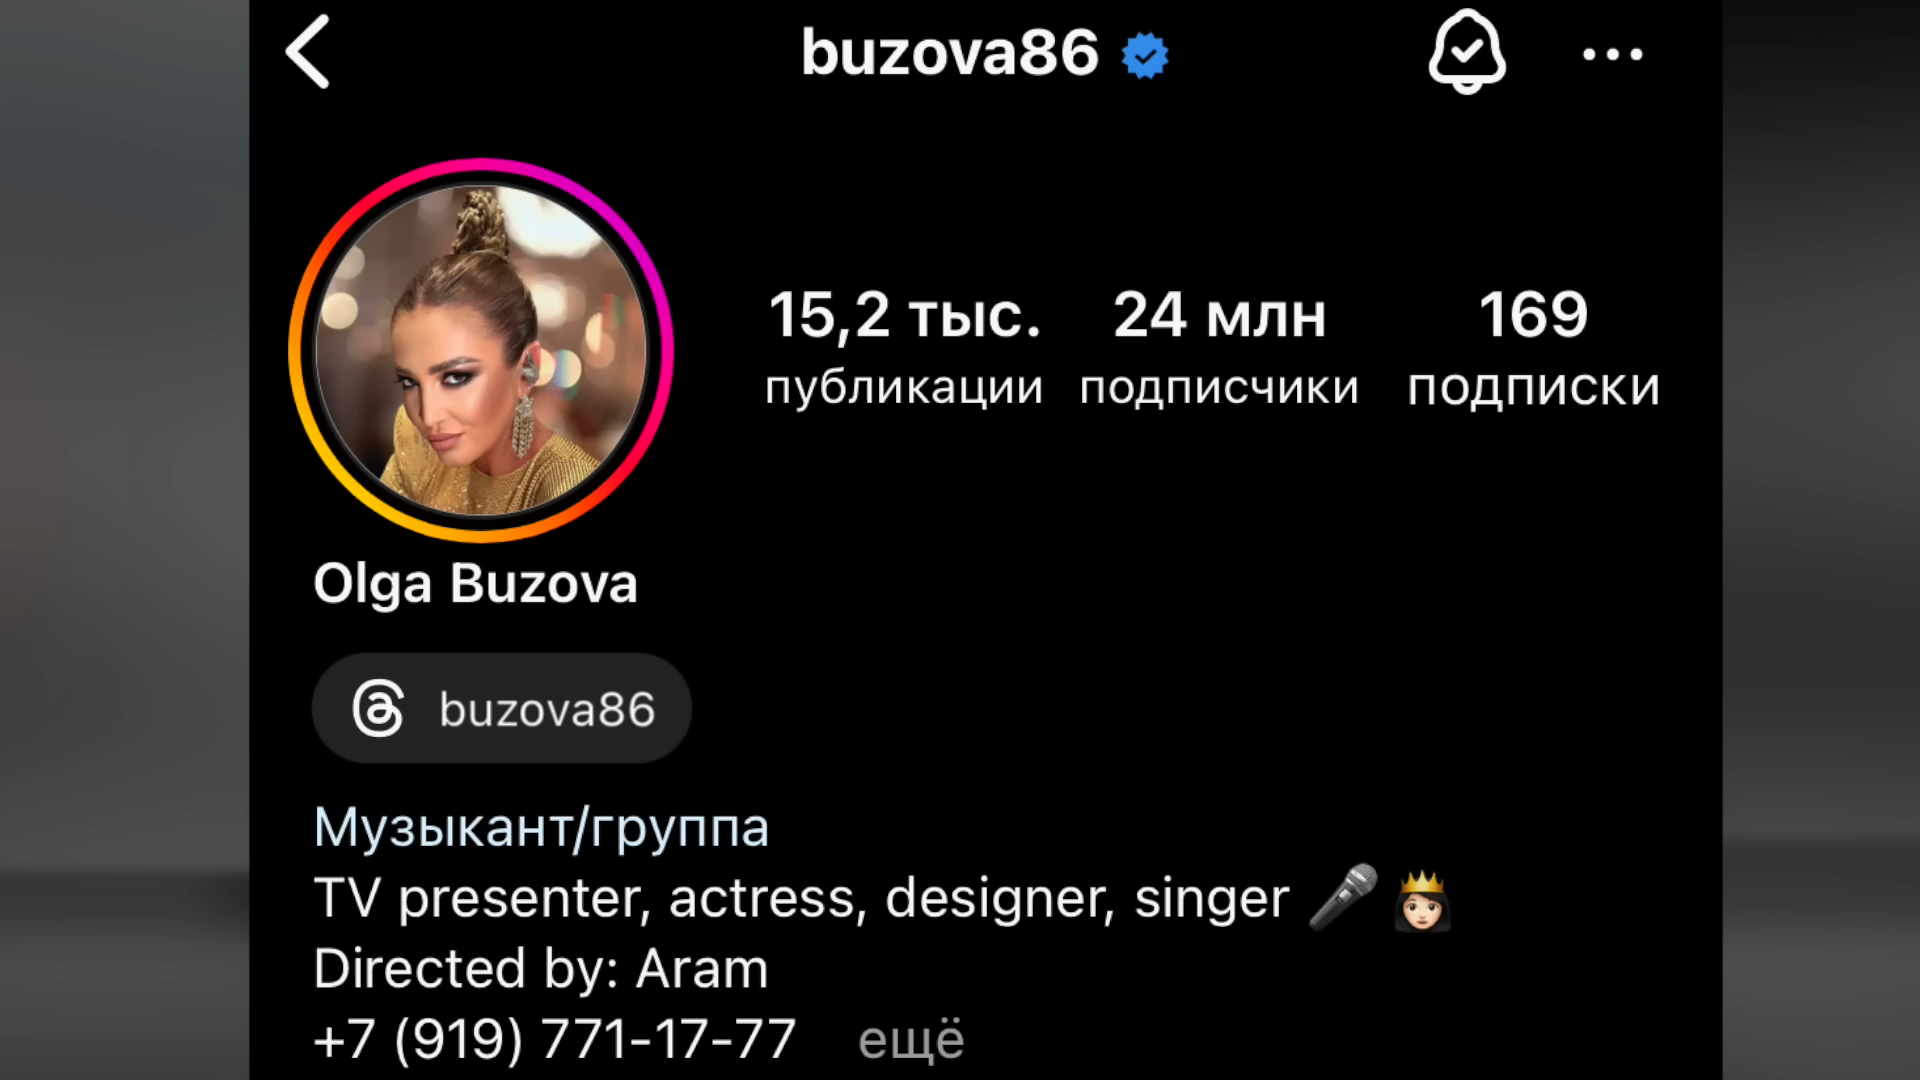 buzova86
15,2 тыс. 24 млн 169
публикации подписчики подписки
Olga Buzova
buzova86
Музыкант/группа
TV presenter, actress, designer, singer 🎤 👸🏻
Directed by: Aram
+7 (919) 771-17-77 ещё